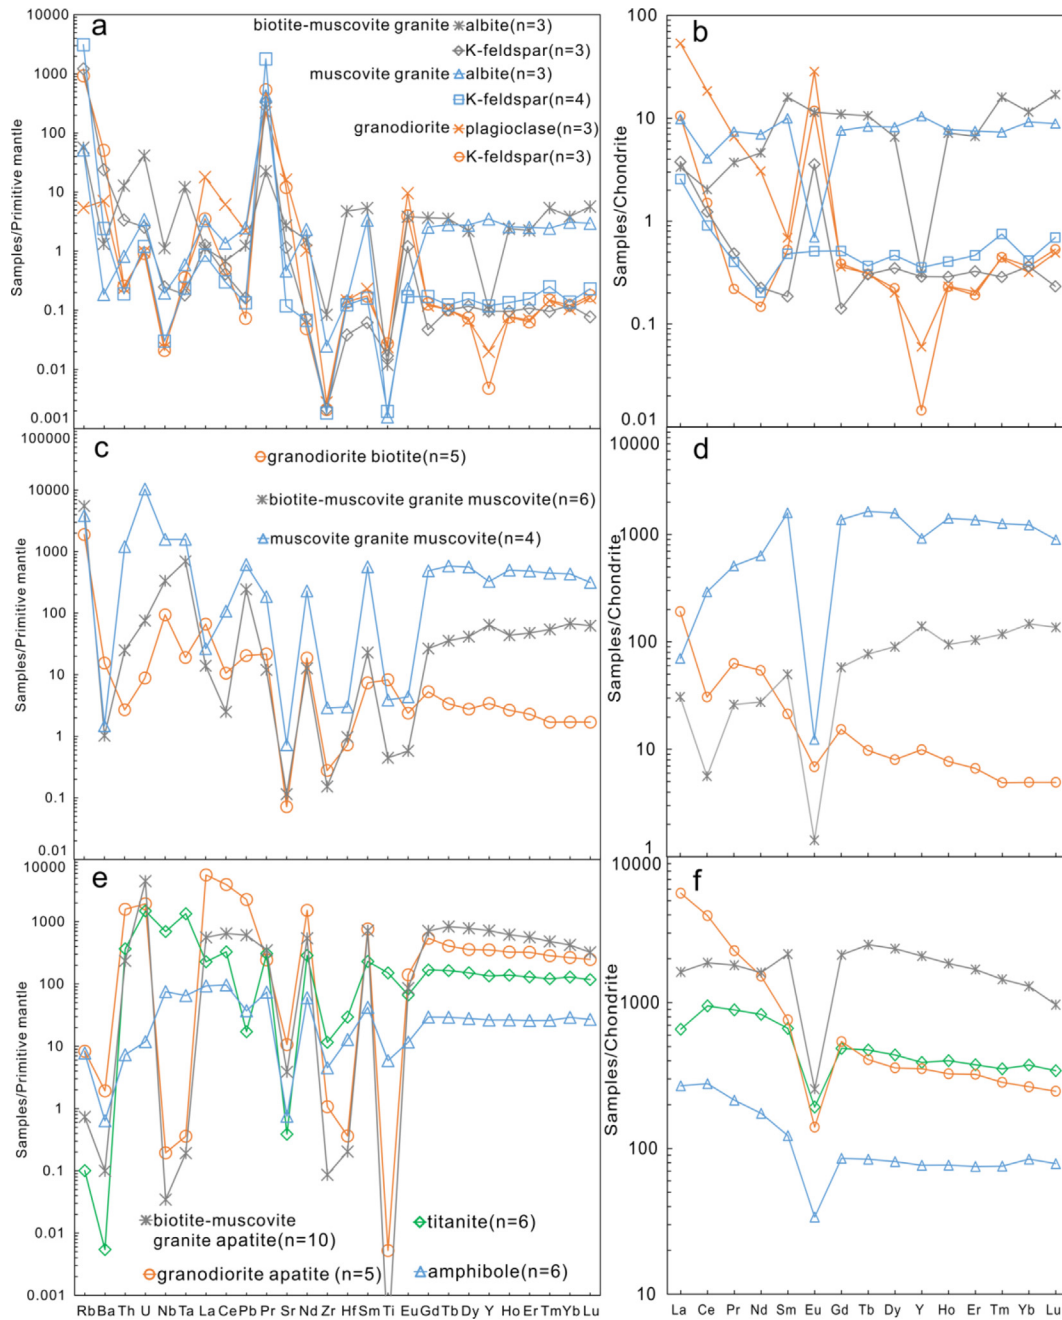 a
Samples/Primitive mantle
10000
1000
100
10
1
0.1
0.01
0.001
biotite-muscovite granite albite(n=3)
K-feldspar(n=3)
muscovite granite albite(n=3)
K-feldspar(n=4)
granodiorite plagioclase(n=3)
K-feldspar(n=3)
b
Samples/Chondrite
100
10
1
0.1
0.01
c
Samples/Primitive mantle
100000
10000
1000
100
10
1
0.1
0.01
granodiorite biotite(n=5)
biotite-muscovite granite muscovite(n=6)
muscovite granite muscovite(n=4)
d
Samples/Chondrite
10000
1000
100
10
1
e
Samples/Primitive mantle
10000
1000
100
10
1
0.1
0.01
0.001
biotite-muscovite
granite apatite(n=10)
titanite(n=6)
granodiorite apatite (n=5)
amphibole(n=6)
Rb Ba Th U Nb Ta La Ce Pb Pr Sr Nd Zr Hf Sm Ti Eu Gd Tb Dy Y Ho Er Tm Yb Lu
f
Samples/Chondrite
10000
1000
100
10
La Ce Pr Nd Sm Eu Gd Tb Dy Y Ho Er Tm Yb Lu